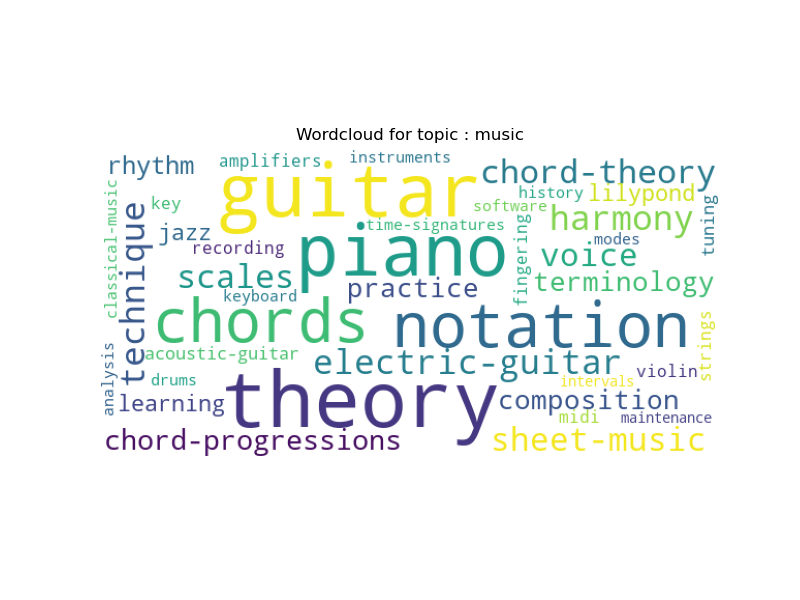 Wordcloud for topic : music
rhythm
amplifiers
instruments
guitar
chord-theory
classical-music
key
history
lilypond
software
technique
jazz
time-signatures
fingering
harmony
tuning
recording
piano
modes
voice
scales
keyboard
practice
terminology
chords
notation
strings
analysis
acoustic-guitar
electric-guitar
drums
theory
intervals
violin
learning
composition
midi
maintenance
chord-progressions
sheet-music